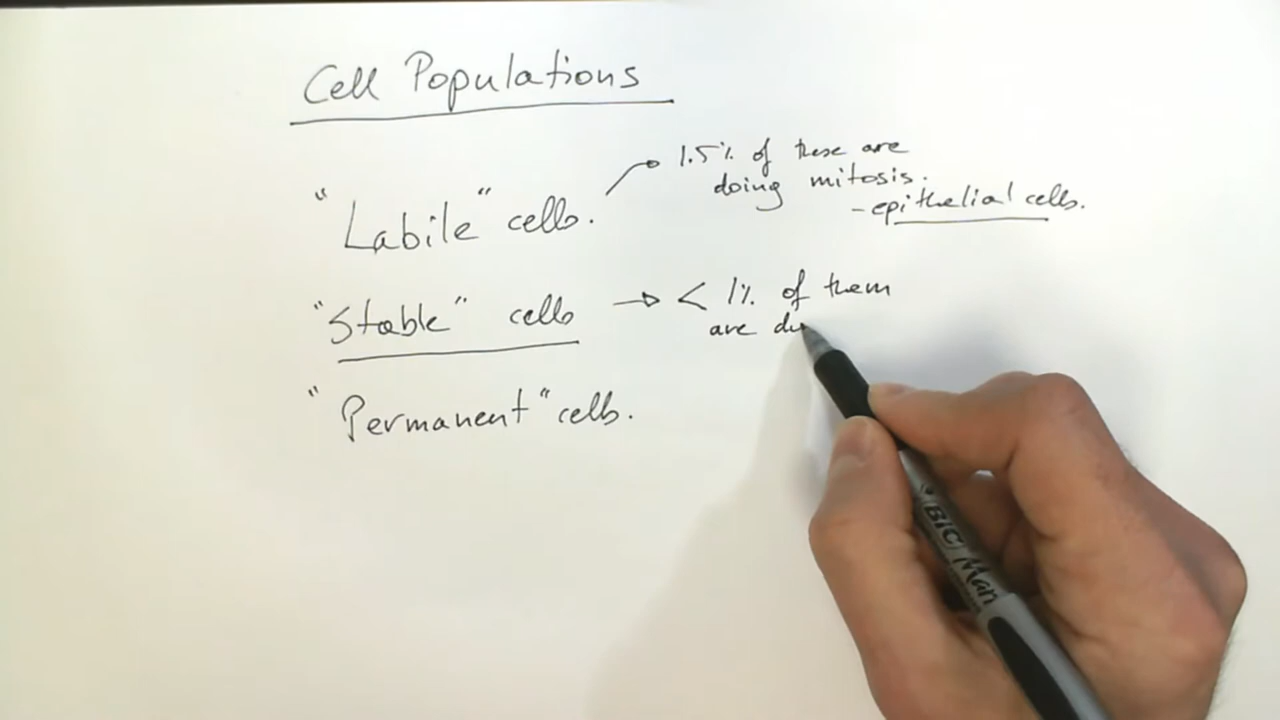 Cell Populations
"Labile" cells.
1.5% of these are
doing mitosis.
- epithelial cells.
"Stable" cells
< 1% of them
are
"Permanent" cells.
BIC Mar